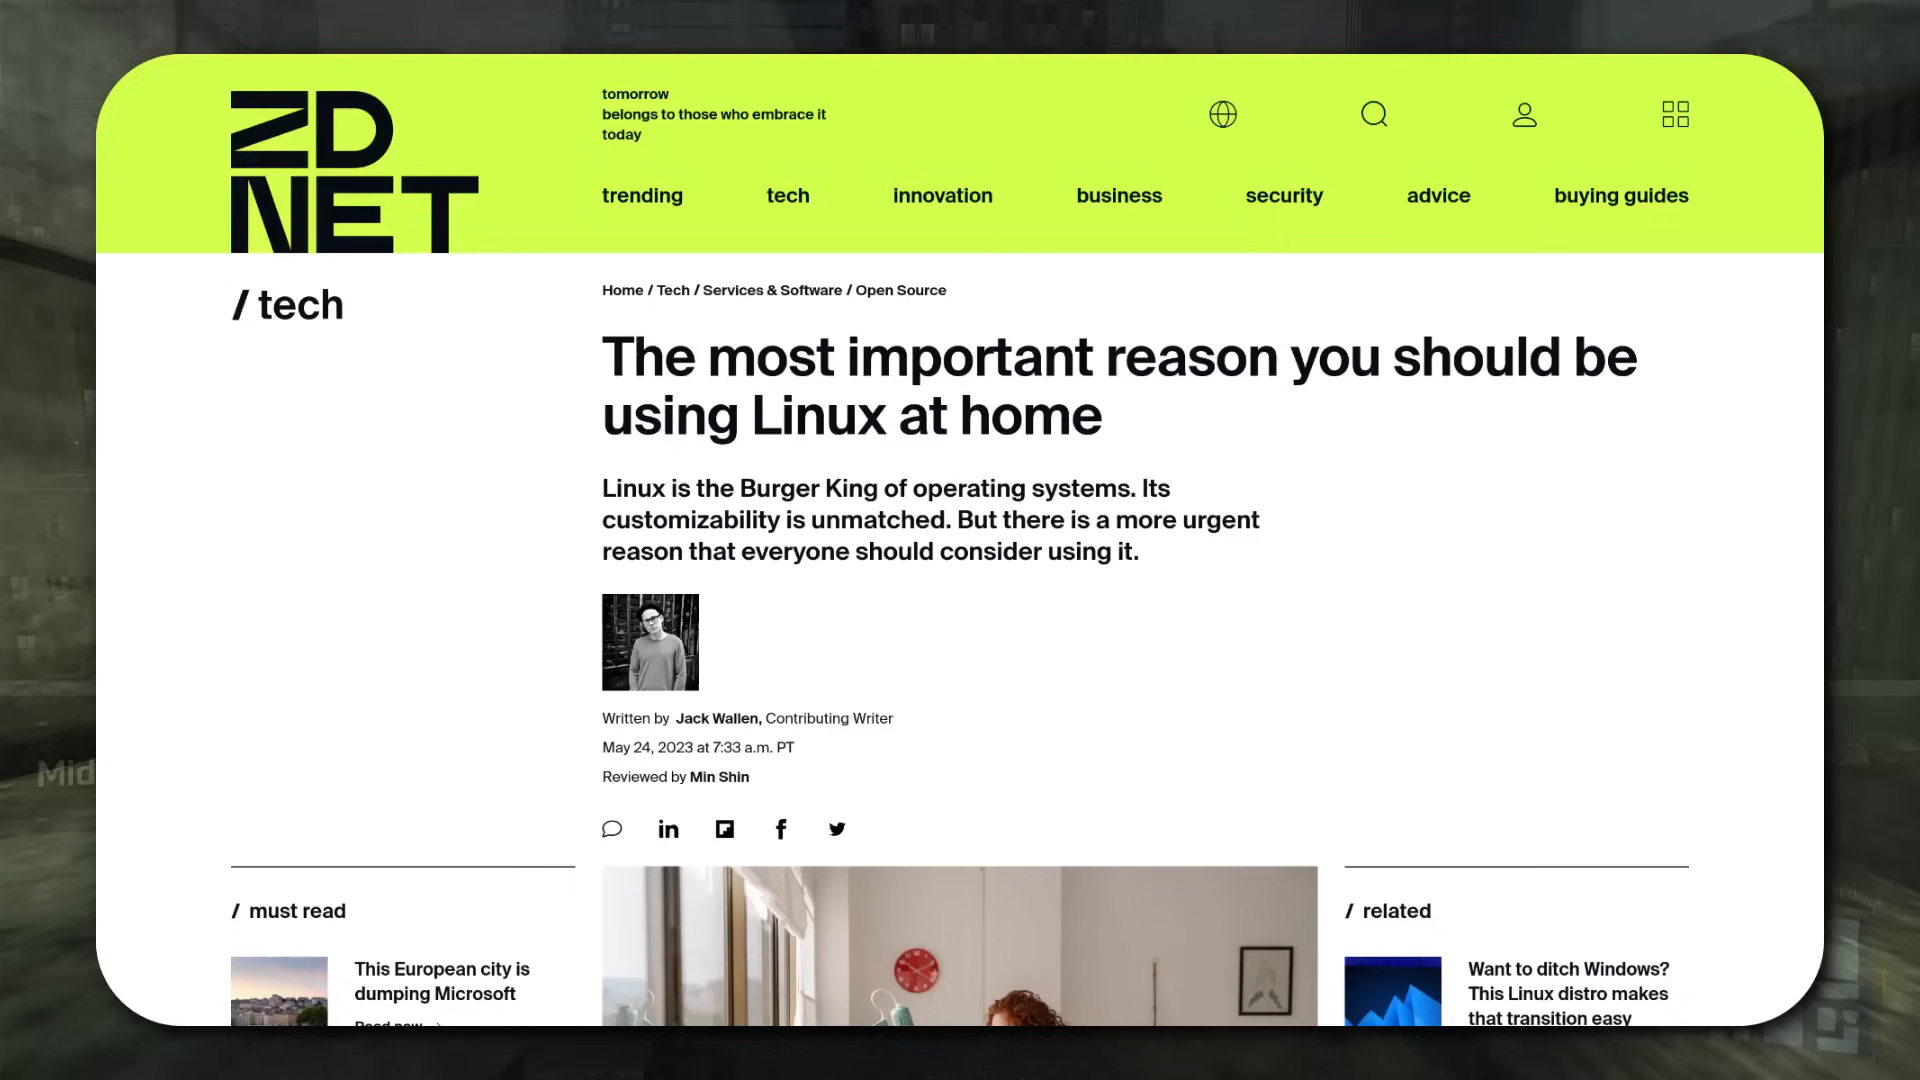 ZD
NET
tomorrow
belongs to those who embrace it
today
trending
tech
innovation
business
security
advice
buying guides
/ tech
Home / Tech / Services & Software / Open Source
The most important reason you should be
using Linux at home
Linux is the Burger King of operating systems. Its
customizability is unmatched. But there is a more urgent
reason that everyone should consider using it.
Written by Jack Wallen, Contributing Writer
May 24, 2023 at 7:33 a.m. PT
Reviewed by Min Shin
/ must read
This European city is
dumping Microsoft
Read now
/ related
Want to ditch Windows?
This Linux distro makes
that transition easy
Mid